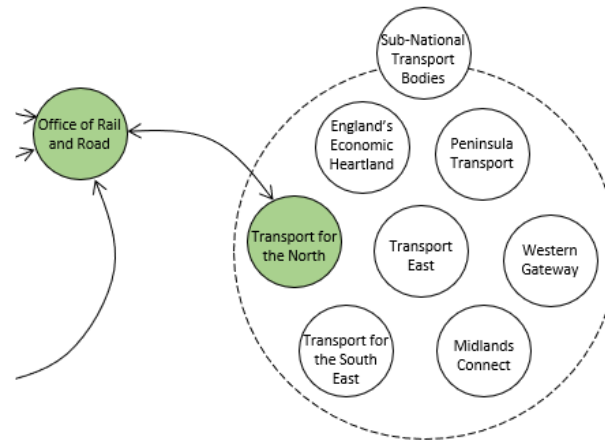 Sub-National
Transport
Bodies
Office of Rail
and Road
England's
Economic
Heartland
Peninsula
Transport
Transport for
the North
Transport
East
Western
Gateway
Transport for
the South
East
Midlands
Connect